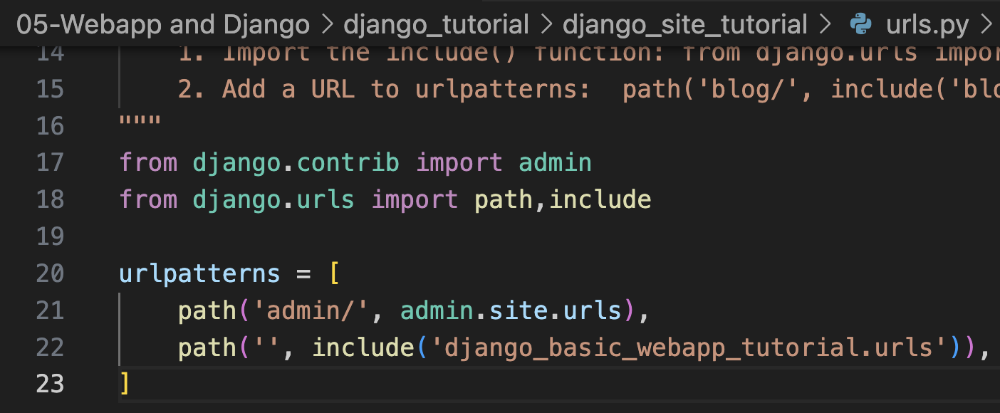 05-Webapp and Django > django_tutorial > django_site_tutorial > urls.py >
14 1. Import the include() function: from django.urls impor
15 2. Add a URL to urlpatterns:  path('blog/', include('blo
16 """
17 from django.contrib import admin
18 from django.urls import path,include
19
20 urlpatterns = [
21     path('admin/', admin.site.urls),
22     path('', include('django_basic_webapp_tutorial.urls')),
23 ]